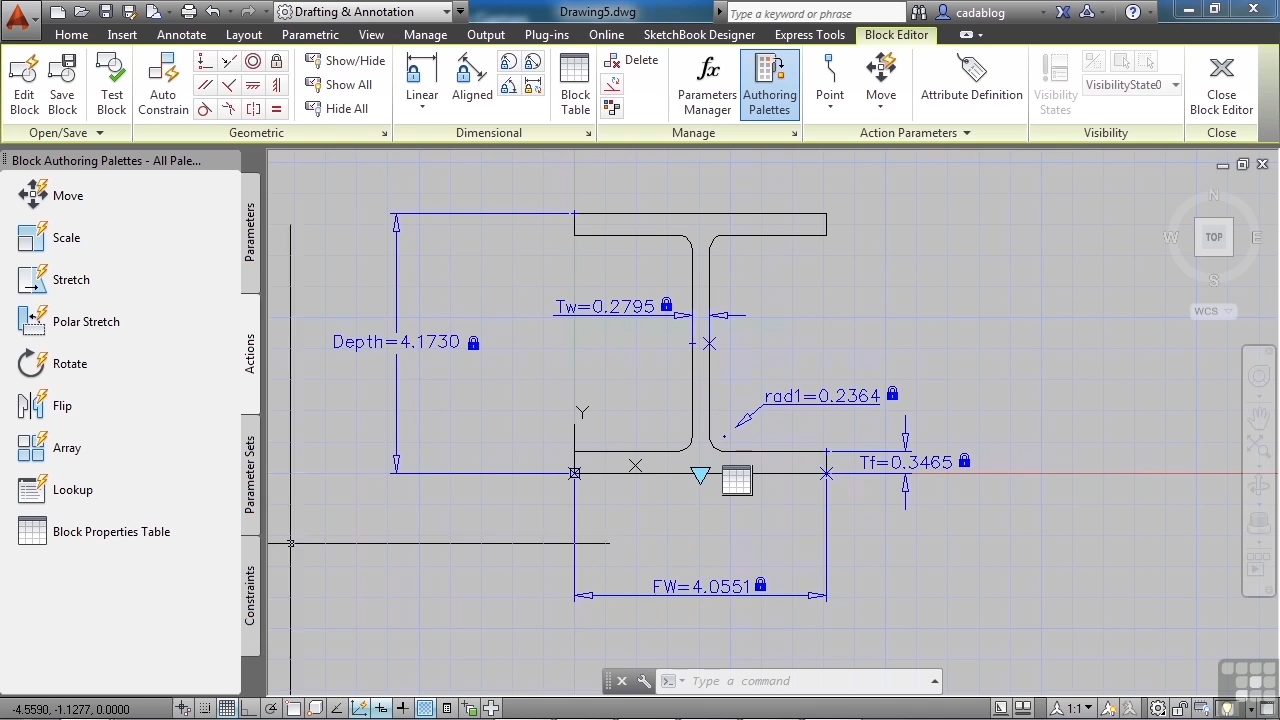 Drafting & Annotation
Drawing5.dwg
Type a keyword or phrase
cadablog
Home Insert Annotate Layout Parametric View Manage Output Plug-ins Online SketchBook Designer Express Tools Block Editor
Edit Block
Save Block
Test Block
Auto Constrain
Show/Hide
Show All
Hide All
Linear
Aligned
Block Table
Delete
Parameters Manager
Authoring Palettes
Point
Move
Attribute Definition
Visibility States
VisibilityState0
Close Block Editor
Open/Save Geometric Dimensional Manage Action Parameters Visibility Close
Block Authoring Palettes - All Pale...
Move
Scale
Stretch
Polar Stretch
Rotate
Flip
Array
Lookup
Block Properties Table
Parameters
Actions
Parameter Sets
Constraints
Tw=0.2795
Depth=4.1730
rad1=0.2364
Tf=0.3465
FW=4.0551
Y
N
W TOP E
S
WCS
Type a command
-4.5590, -1.1277, 0.0000
1:1